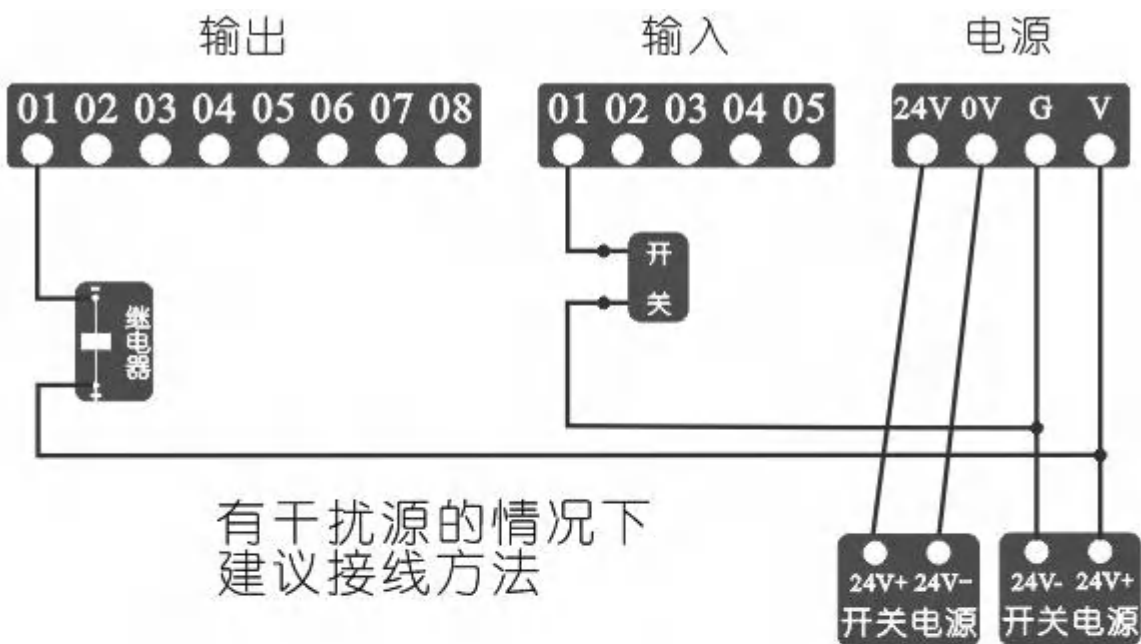 输出 输入 电源
01 02 03 04 05 06 07 08 01 02 03 04 05 24V 0V G V
开
关
-
继电器
+
有干扰源的情况下
建议接线方法
24V+ 24V- 24V- 24V+
开关电源 开关电源